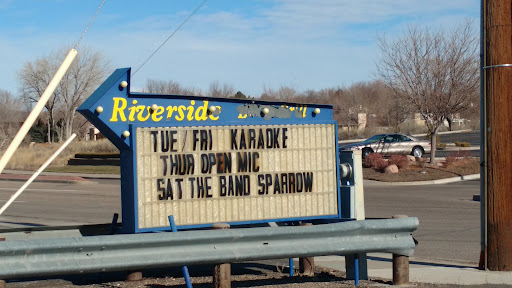 Riverside
TUE/FRI KARAOKE
THUR OPEN MIC
SAT THE BAND SPARROW